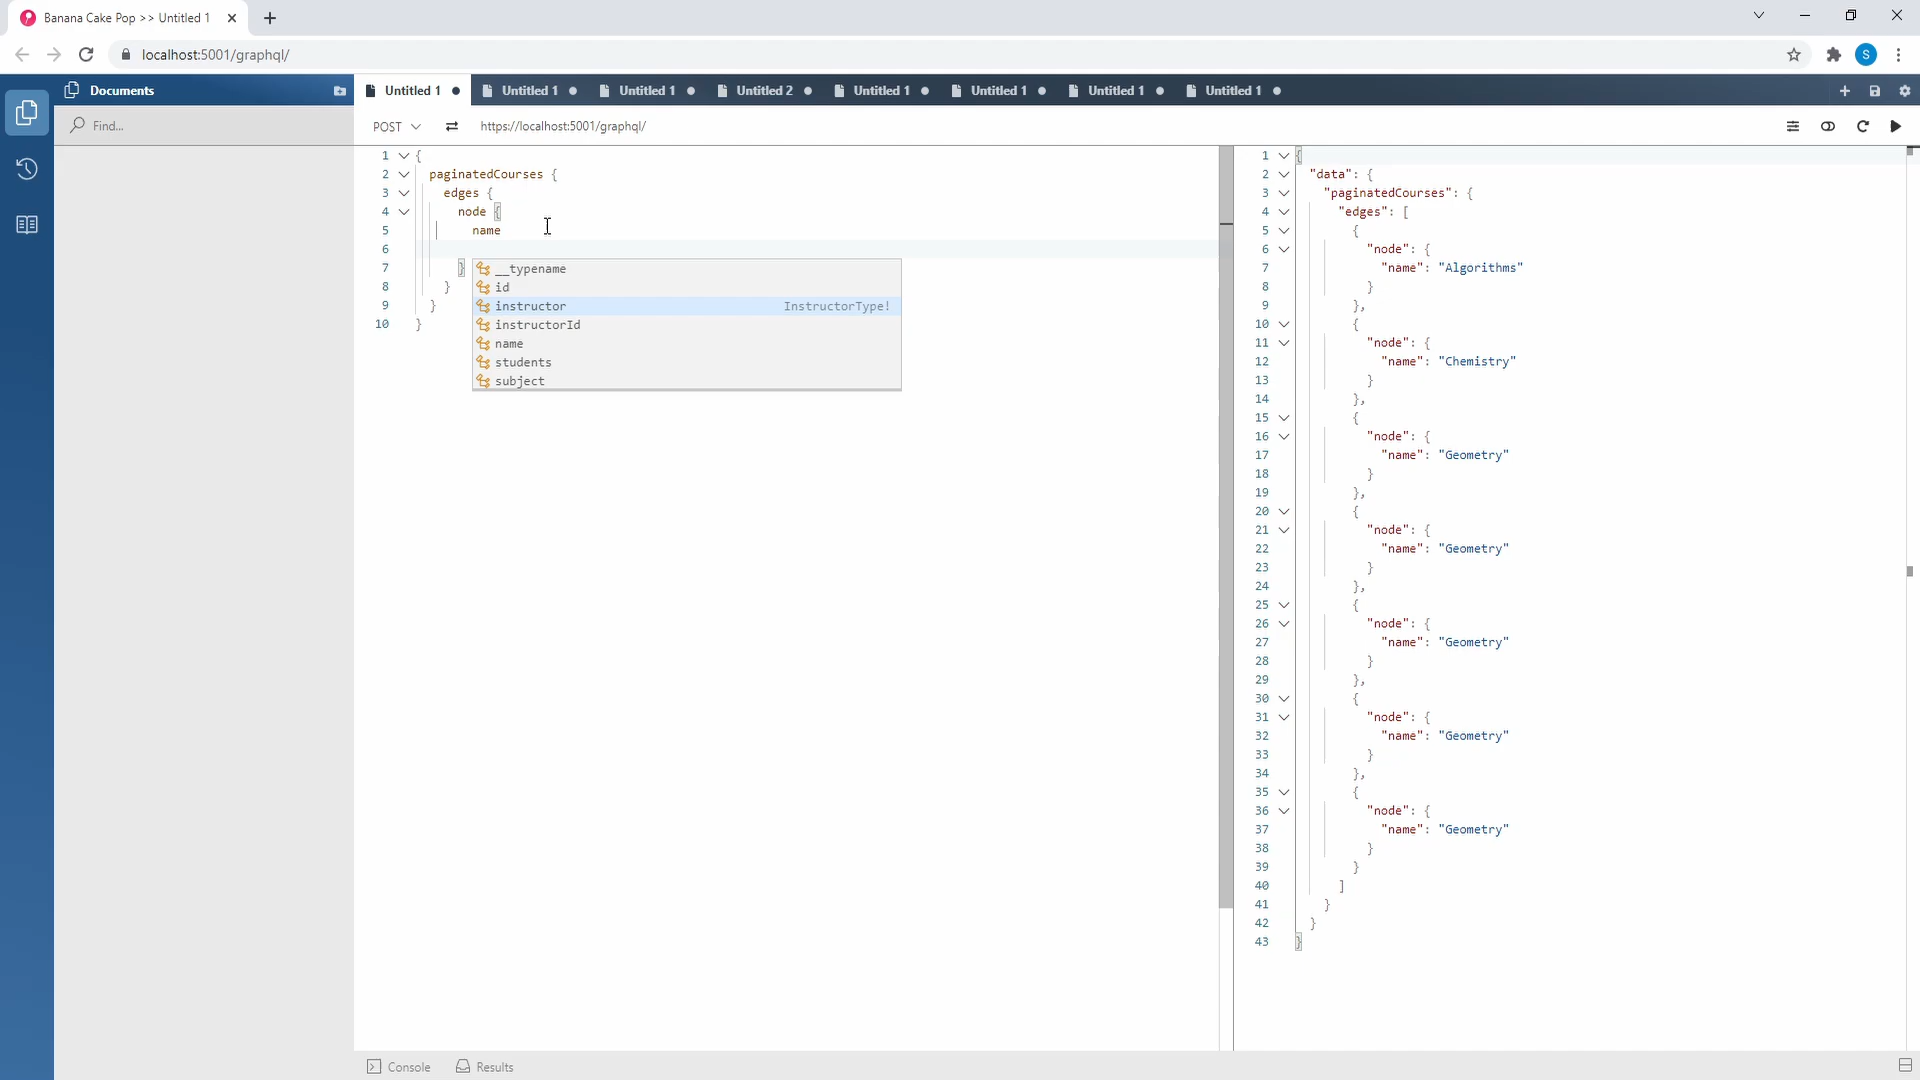 Banana Cake Pop >> Untitled 1
localhost:5001/graphql/
S
Documents
Untitled 1
Untitled 1
Untitled 1
Untitled 2
Untitled 1
Untitled 1
Untitled 1
Untitled 1
Find...
POST
https://localhost:5001/graphql/
1 {
2 paginatedCourses {
3 edges {
4 node {
5 name
6
7 }
8 }
9 }
10 }
__typename
id
instructor InstructorType!
instructorId
name
students
subject
1 {
2 "data": {
3 "paginatedCourses": {
4 "edges": [
5 {
6 "node": {
7 "name": "Algorithms"
8 }
9 },
10 {
11 "node": {
12 "name": "Chemistry"
13 }
14 },
15 {
16 "node": {
17 "name": "Geometry"
18 }
19 },
20 {
21 "node": {
22 "name": "Geometry"
23 }
24 },
25 {
26 "node": {
27 "name": "Geometry"
28 }
29 },
30 {
31 "node": {
32 "name": "Geometry"
33 }
34 },
35 {
36 "node": {
37 "name": "Geometry"
38 }
39 }
40 ]
41 }
42 }
43 }
Console
Results